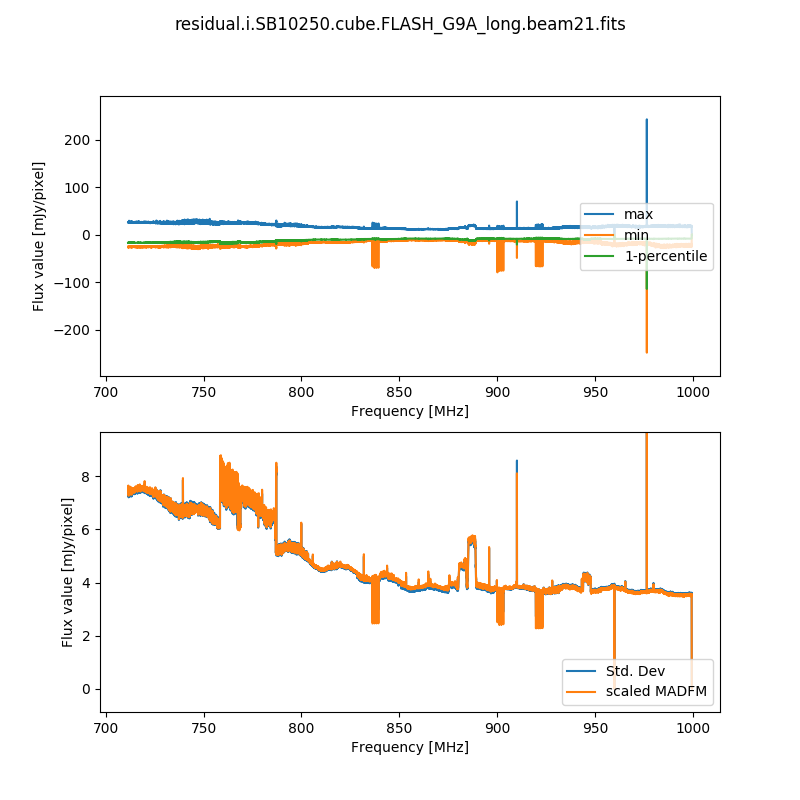 residual.i.SB10250.cube.FLASH_G9A_long.beam21.fits
200
100
0
−100
−200
Flux value [mJy/pixel]
max
min
1-percentile
700
750
800
850
900
950
1000
Frequency [MHz]
8
6
4
2
0
Flux value [mJy/pixel]
Std. Dev
scaled MADFM
700
750
800
850
900
950
1000
Frequency [MHz]